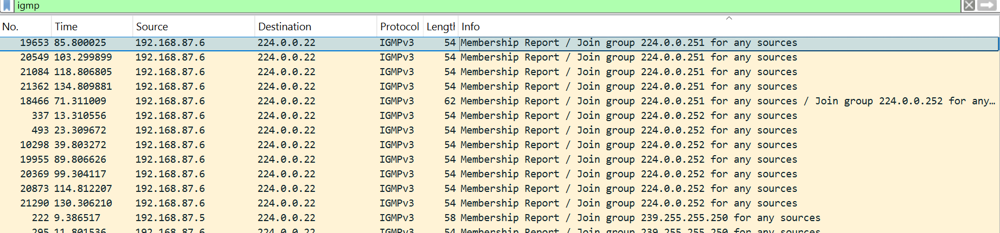 igmp
No. Time Source Destination Protocol Lengtl Info
19653 85.800025 192.168.87.6 224.0.0.22 IGMPv3 54 Membership Report / Join group 224.0.0.251 for any sources
20549 103.299899 192.168.87.6 224.0.0.22 IGMPv3 54 Membership Report / Join group 224.0.0.251 for any sources
21084 118.806805 192.168.87.6 224.0.0.22 IGMPv3 54 Membership Report / Join group 224.0.0.251 for any sources
21362 134.809881 192.168.87.6 224.0.0.22 IGMPv3 54 Membership Report / Join group 224.0.0.251 for any sources
18466 71.311009 192.168.87.6 224.0.0.22 IGMPv3 62 Membership Report / Join group 224.0.0.251 for any sources / Join group 224.0.0.252 for any…
337 13.310556 192.168.87.6 224.0.0.22 IGMPv3 54 Membership Report / Join group 224.0.0.252 for any sources
493 23.309672 192.168.87.6 224.0.0.22 IGMPv3 54 Membership Report / Join group 224.0.0.252 for any sources
10298 39.803272 192.168.87.6 224.0.0.22 IGMPv3 54 Membership Report / Join group 224.0.0.252 for any sources
19955 89.806626 192.168.87.6 224.0.0.22 IGMPv3 54 Membership Report / Join group 224.0.0.252 for any sources
20369 99.304117 192.168.87.6 224.0.0.22 IGMPv3 54 Membership Report / Join group 224.0.0.252 for any sources
20873 114.812207 192.168.87.6 224.0.0.22 IGMPv3 54 Membership Report / Join group 224.0.0.252 for any sources
21290 130.306210 192.168.87.6 224.0.0.22 IGMPv3 54 Membership Report / Join group 224.0.0.252 for any sources
222 9.386517 192.168.87.5 224.0.0.22 IGMPv3 58 Membership Report / Join group 239.255.255.250 for any sources
295 11.801536 192.168.87.6 224.0.0.22 IGMPv3 54 Membership Report / Join group 239.255.255.250 for any sources